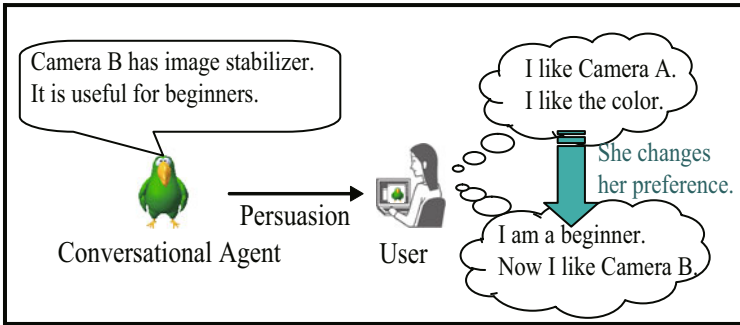 Camera B has image stabilizer.
It is useful for beginners.
Persuasion
Conversational Agent
User
I like Camera A.
I like the color.
She changes
her preference.
I am a beginner.
Now I like Camera B.